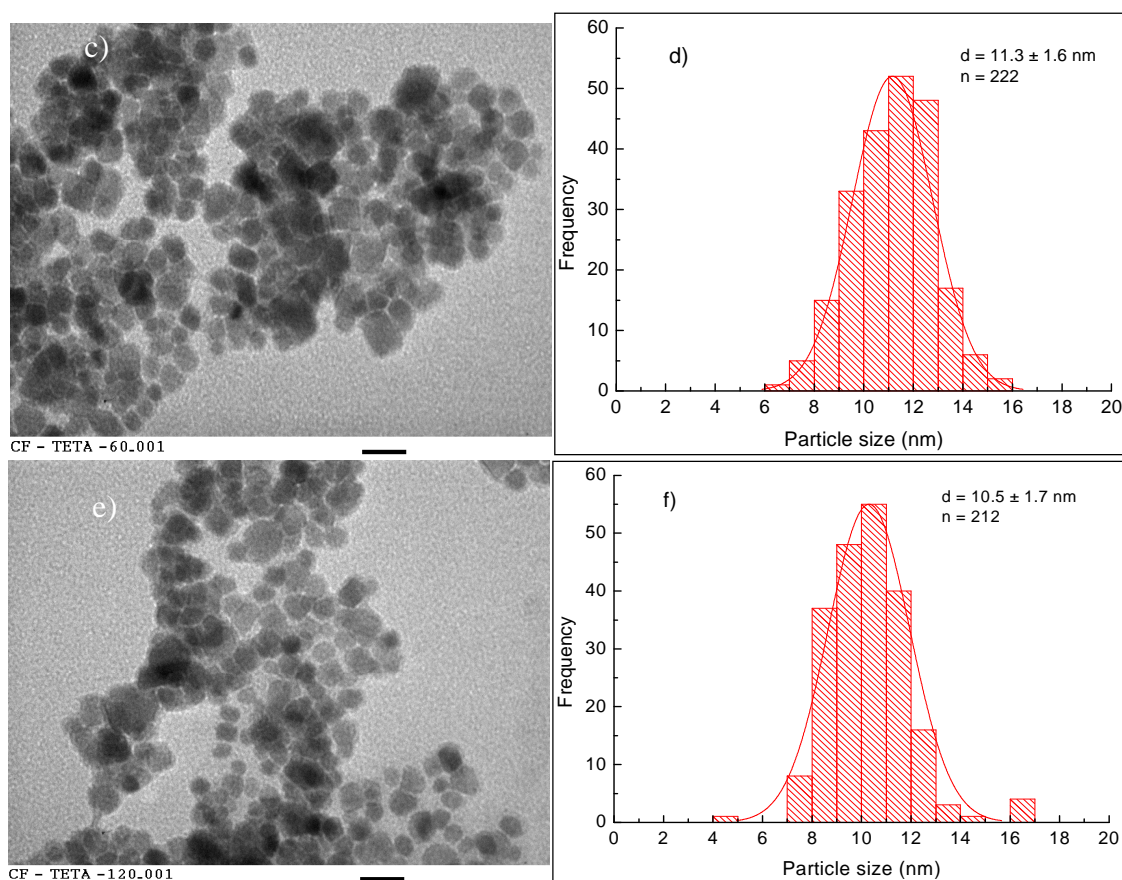 c)
CF - TETA -60_001
d)
d = 11.3 ± 1.6 nm
n = 222
60
50
40
30
20
10
0
Frequency
0 2 4 6 8 10 12 14 16 18 20
Particle size (nm)
e)
CF - TETA -120_001
f)
d = 10.5 ± 1.7 nm
n = 212
60
50
40
30
20
10
0
Frequency
0 2 4 6 8 10 12 14 16 18 20
Particle size (nm)